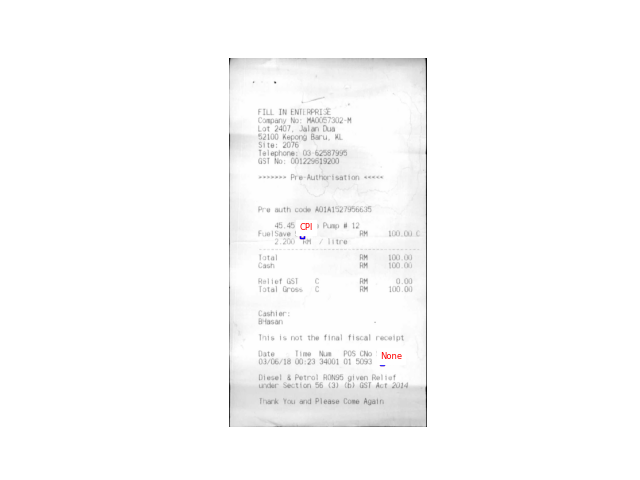 FILL IN ENTERPRISE
Company No: MA0057302-M
Lot 2407, Jalan Dua
52100 Kepong Baru, KL
Site: 2076
Telephone: 03-62587995
GST No: 001229619200
******* Pre-Authorisation *****
Pre auth code A01A1527956635
45.45 Pump # 12
CPI
FuelSave RM 100.00 C
2.200 RM / litre
Total RM 100.00
Cash RM 100.00
Relief GST C RM 0.00
Total Gross C RM 100.00
Cashier:
BHasan
This is not the final fiscal receipt
Date Time Num POS CNo
None
03/06/18 00:23 34001 01 5093
Diesel & Petrol RON95 given Relief
under Section 56 (3) (b) GST Act 2014
Thank You and Please Come Again